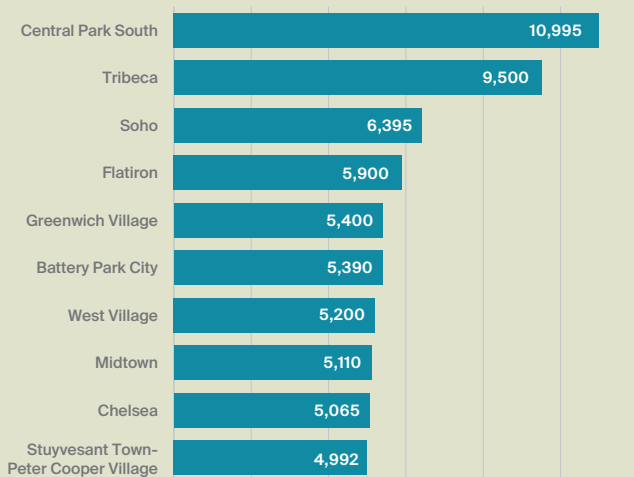 Central Park South 10,995
Tribeca 9,500
Soho 6,395
Flatiron 5,900
Greenwich Village 5,400
Battery Park City 5,390
West Village 5,200
Midtown 5,110
Chelsea 5,065
Stuyvesant Town-
Peter Cooper Village 4,992